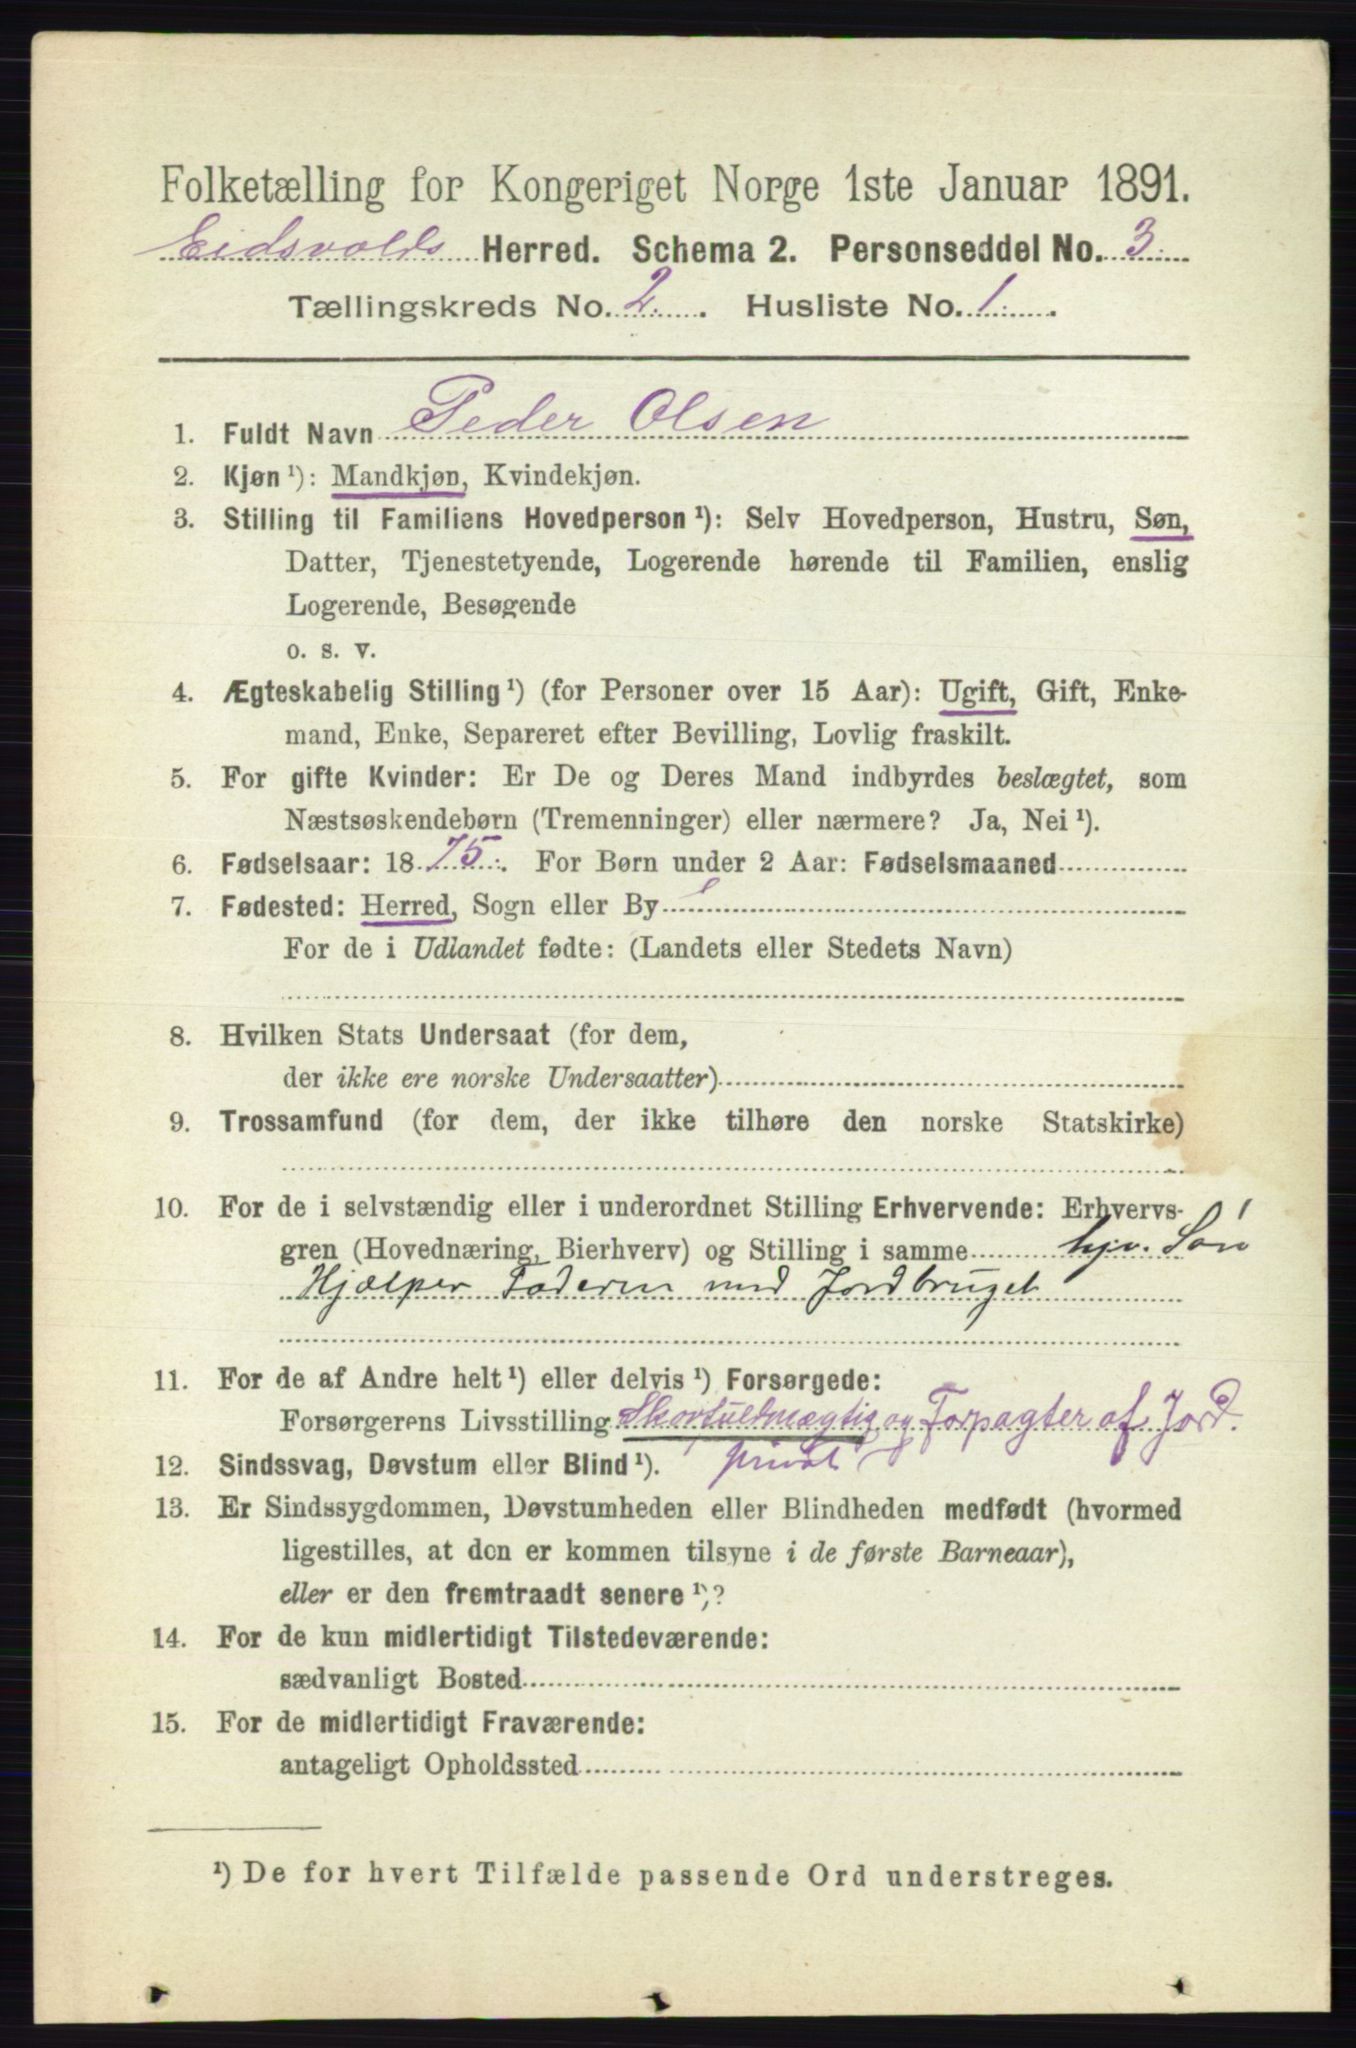 Folketælling for Kongeriget Norge 1ste Januar 1891.
Eidsvolds Herred. Schema 2. Personseddel No. 3.
Tællingskreds No. 2. Husliste No. 1.
1. Fuldt Navn Peder Olsen
2. Kjøn ¹): Mandkjøn, Kvindekjøn.
3. Stilling til Familiens Hovedperson ¹): Selv Hovedperson, Hustru, Søn,
Datter, Tjenestetyende, Logerende hørende til Familien, enslig
Logerende, Besøgende
o. s. v.
4. Ægteskabelig Stilling ¹) (for Personer over 15 Aar): Ugift, Gift, Enke-
mand, Enke, Separeret efter Bevilling, Lovlig fraskilt.
5. For gifte Kvinder: Er De og Deres Mand indbyrdes beslægtet, som
Næstsøskendebørn (Tremenninger) eller nærmere? Ja, Nei ¹).
6. Fødselsaar: 1875. For Børn under 2 Aar: Fødselsmaaned
7. Fødested: Herred, Sogn eller By
For de i Udlandet fødte: (Landets eller Stedets Navn)
8. Hvilken Stats Undersaat (for dem,
der ikke ere norske Undersaatter)
9. Trossamfund (for dem, der ikke tilhøre den norske Statskirke)
10. For de i selvstændig eller i underordnet Stilling Erhvervende: Erhvervs-
gren (Hovednæring, Bierhverv) og Stilling i samme hjv. Søn
Hjælper Faderen med Jordbruget
11. For de af Andre helt ¹) eller delvis ¹) Forsørgede:
Forsørgerens Livsstilling og Forpagter af Jord.
privat
12. Sindssvag, Døvstum eller Blind ¹).
13. Er Sindssygdommen, Døvstumheden eller Blindheden medfødt (hvormed
ligestilles, at den er kommen tilsyne i de første Barneaar),
eller er den fremtraadt senere ¹)?
14. For de kun midlertidigt Tilstedeværende:
sædvanligt Bosted
15. For de midlertidigt Fraværende:
antageligt Opholdssted
¹) De for hvert Tilfælde passende Ord understreges.